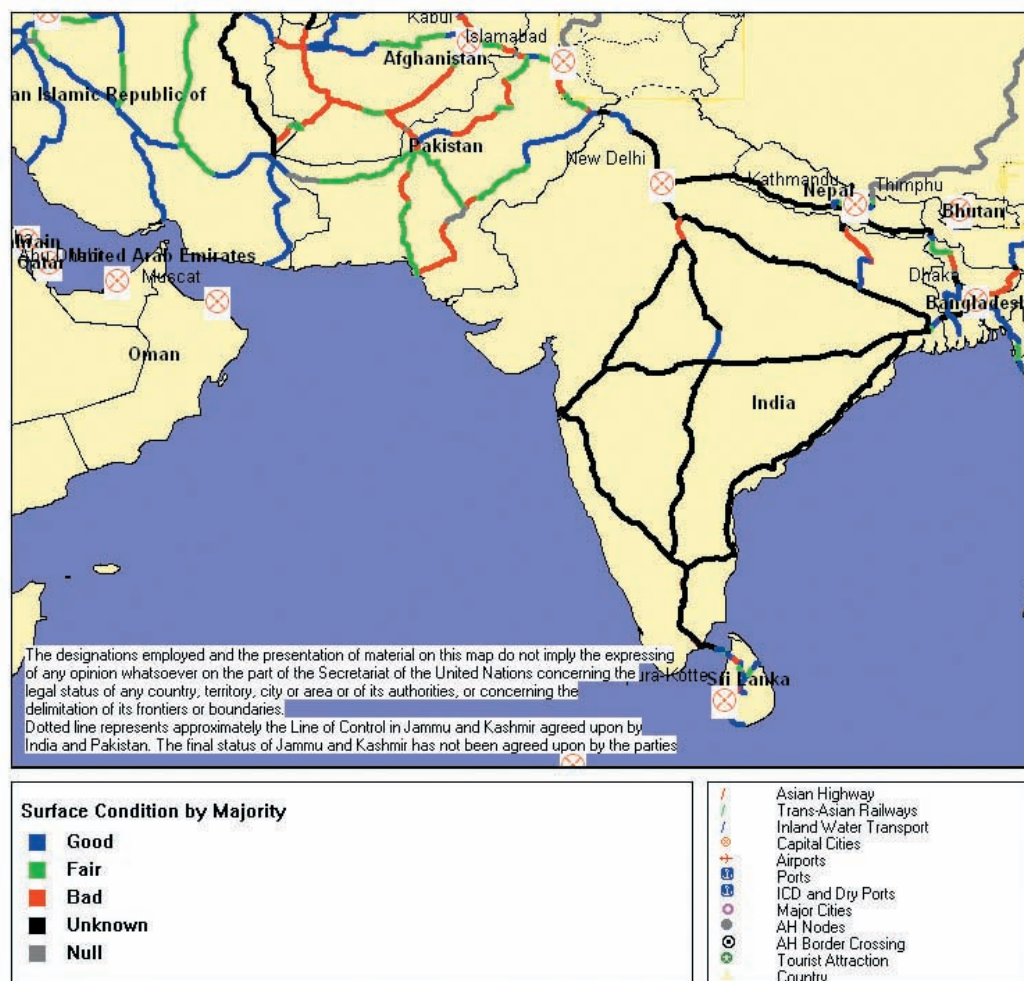 Kabul
Islamabad
Afghanistan
an Islamic Republic of
Pakistan
New Delhi
Kathmandu
Nepal
Thimphu
Bhutan
United Arab Emirates
Qatar
Muscat
Dhaka
Bangladesh
Oman
India
The designations employed and the presentation of material on this map do not imply the expressing
of any opinion whatsoever on the part of the Secretariat of the United Nations concerning the
legal status of any country, territory, city or area or of its authorities, or concerning the
delimitation of its frontiers or boundaries.
Dotted line represents approximately the Line of Control in Jammu and Kashmir agreed upon by
India and Pakistan. The final status of Jammu and Kashmir has not been agreed upon by the parties
pura-Kotte
Sri Lanka
Surface Condition by Majority
Good
Fair
Bad
Unknown
Null
Asian Highway
Trans-Asian Railways
Inland Water Transport
Capital Cities
Airports
Ports
ICD and Dry Ports
Major Cities
AH Nodes
AH Border Crossing
Tourist Attraction
Country